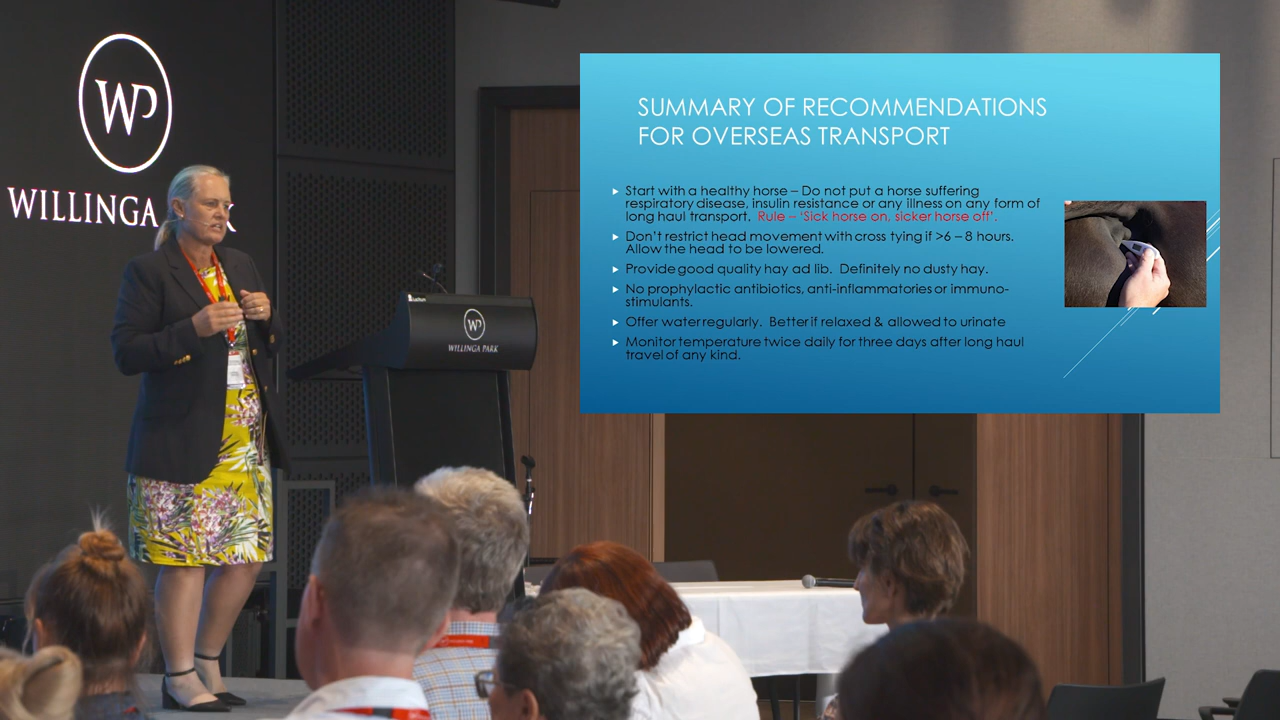 WP
WILLINGA
K
WP
WILLINGA PARK
SUMMARY OF RECOMMENDATIONS
FOR OVERSEAS TRANSPORT
Start with a healthy horse – Do not put a horse suffering
respiratory disease, insulin resistance or any illness on any form of
long haul transport. Rule – ‘Sick horse on, sicker horse off’.
Don’t restrict head movement with cross tying if >6 – 8 hours.
Allow the head to be lowered.
Provide good quality hay ad lib. Definitely no dusty hay.
No prophylactic antibiotics, anti-inflammatories or immuno-
stimulants.
Offer water regularly. Better if relaxed & allowed to urinate
Monitor temperature twice daily for three days after long haul
travel of any kind.